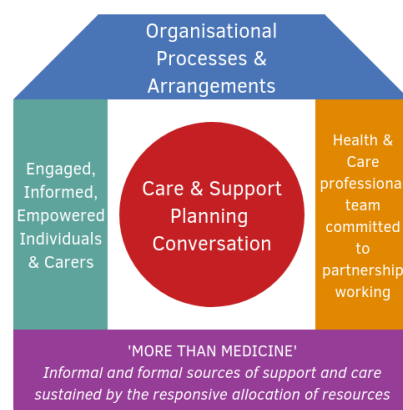 Organisational
Processes &
Arrangements
Engaged,
Informed,
Empowered
Individuals
& Carers
Care & Support
Planning
Conversation
Health &
Care
professiona
team
committed
to
partnership
working
'MORE THAN MEDICINE'
Informal and formal sources of support and care
sustained by the responsive allocation of resources